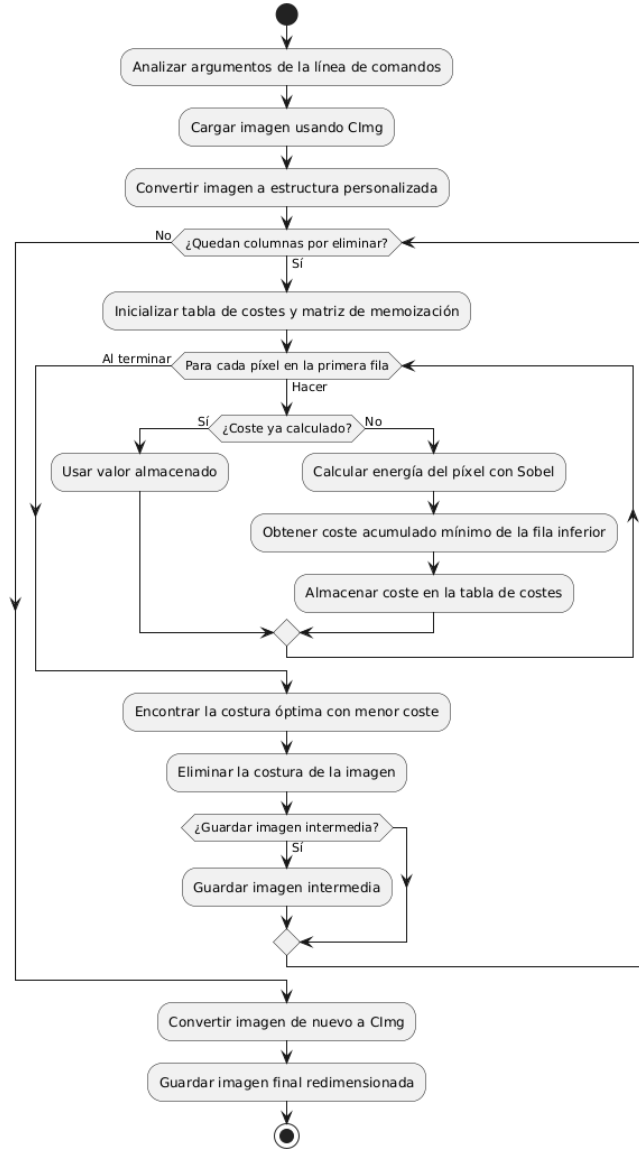 Analizar argumentos de la línea de comandos
Cargar imagen usando CImg
Convertir imagen a estructura personalizada
No
¿Quedan columnas por eliminar?
Sí
Inicializar tabla de costes y matriz de memoización
Al terminar
Para cada píxel en la primera fila
Hacer
Sí
¿Coste ya calculado?
No
Usar valor almacenado
Calcular energía del píxel con Sobel
Obtener coste acumulado mínimo de la fila inferior
Almacenar coste en la tabla de costes
Encontrar la costura óptima con menor coste
Eliminar la costura de la imagen
¿Guardar imagen intermedia?
Sí
Guardar imagen intermedia
Convertir imagen de nuevo a CImg
Guardar imagen final redimensionada